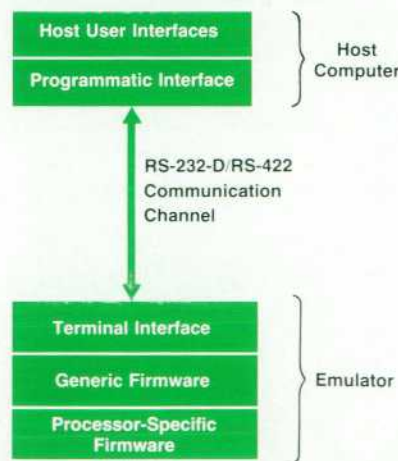 Host User Interfaces
Programmatic Interface
Host
Computer
RS-232-D/RS-422
Communication
Channel
Terminal Interface
Generic Firmware
Processor-Specific
Firmware
Emulator